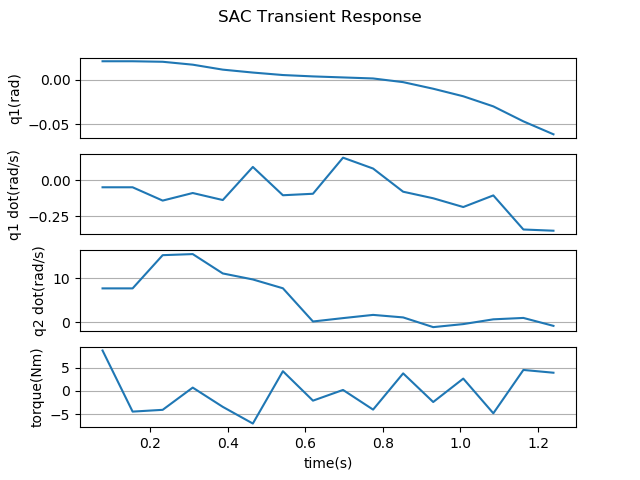 SAC Transient Response
q1(rad)
0.00
−0.05
q1 dot(rad/s)
0.00
−0.25
q2 dot(rad/s)
10
0
torque(Nm)
5
0
−5
0.2 0.4 0.6 0.8 1.0 1.2
time(s)